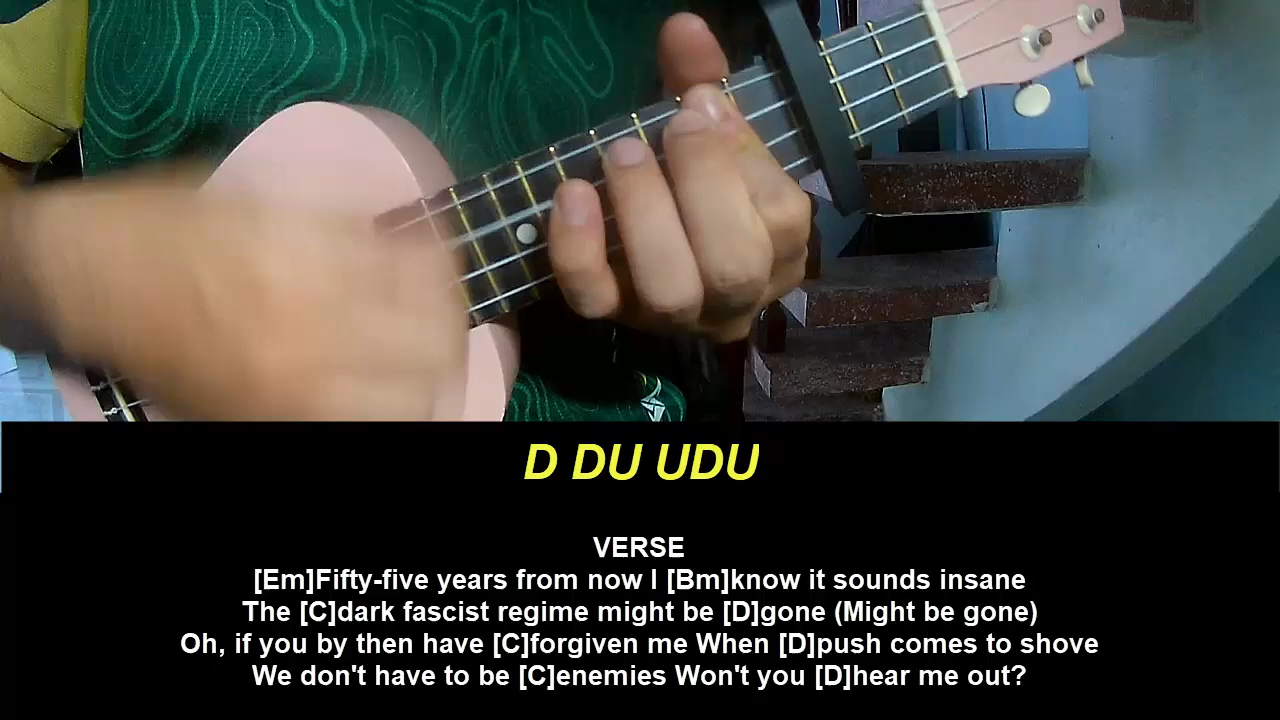 D DU UDU
VERSE
[Em]Fifty-five years from now I [Bm]know it sounds insane
The [C]dark fascist regime might be [D]gone (Might be gone)
Oh, if you by then have [C]forgiven me When [D]push comes to shove
We don't have to be [C]enemies Won't you [D]hear me out?